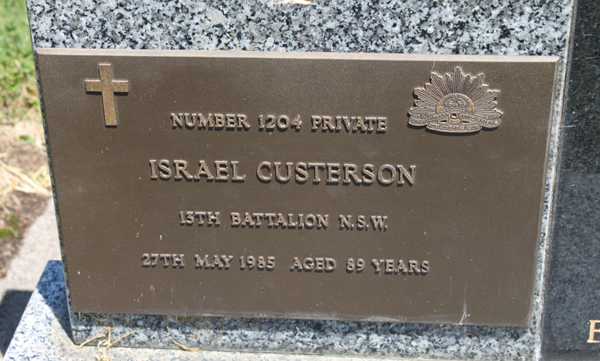 NUMBER 1204 PRIVATE
ISRAEL CUSTERSON
13TH BATTALION N.S.W.
27TH MAY 1985 AGED 89 YEARS